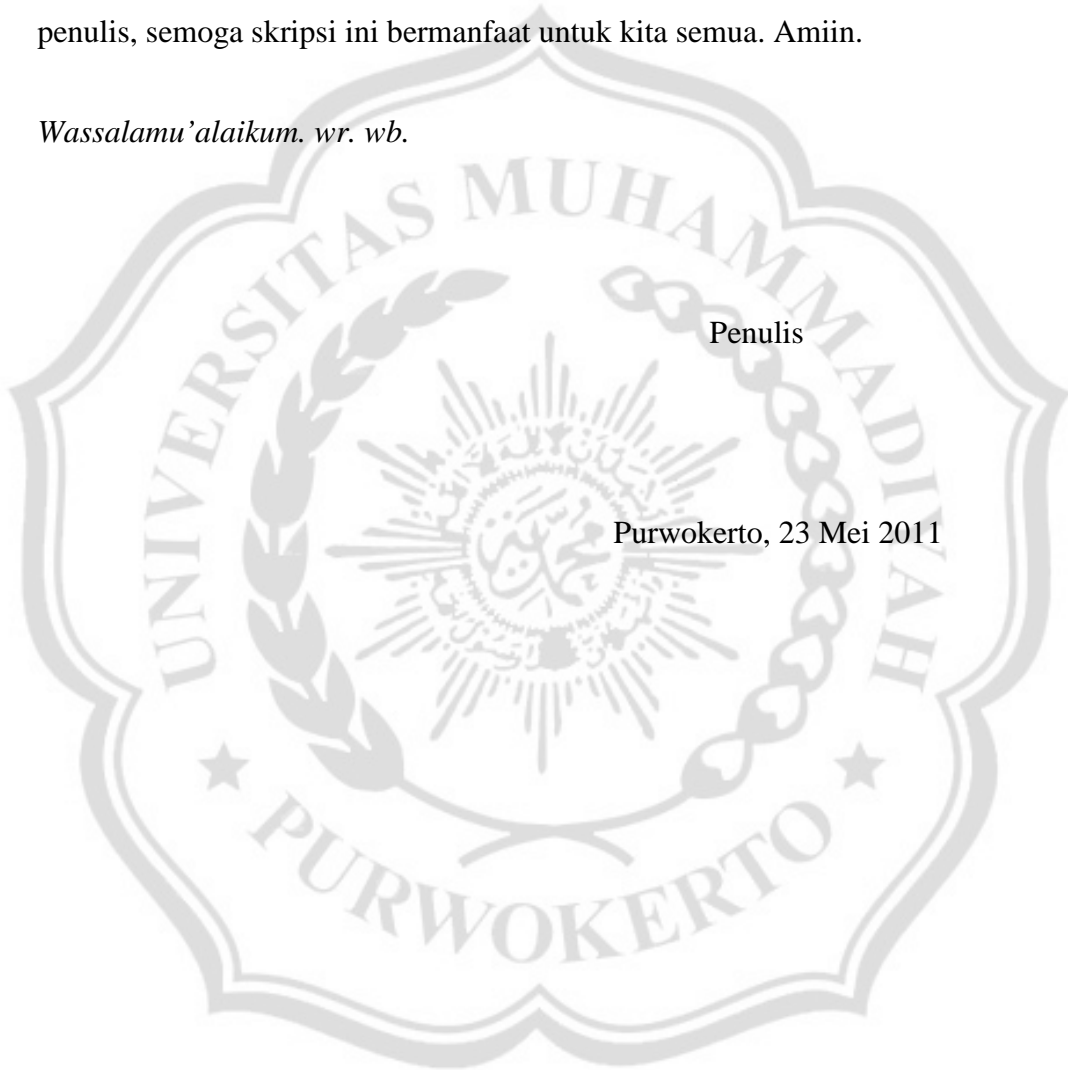 penulis, semoga skripsi ini bermanfaat untuk kita semua. Amiin.
Wassalamu’alaikum. wr. wb.
UNIVERSITAS MUHAMMADIYAH
Penulis
Purwokerto, 23 Mei 2011
PURWOKERTO